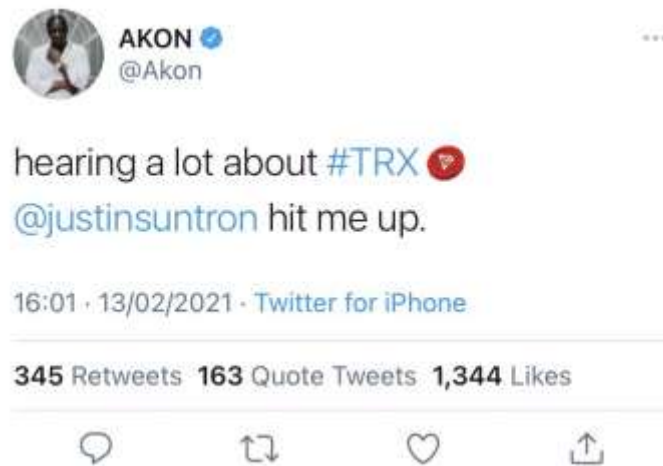 AKON
@Akon
hearing a lot about #TRX
@justinsuntron hit me up.
16:01 · 13/02/2021 · Twitter for iPhone
345 Retweets 163 Quote Tweets 1,344 Likes